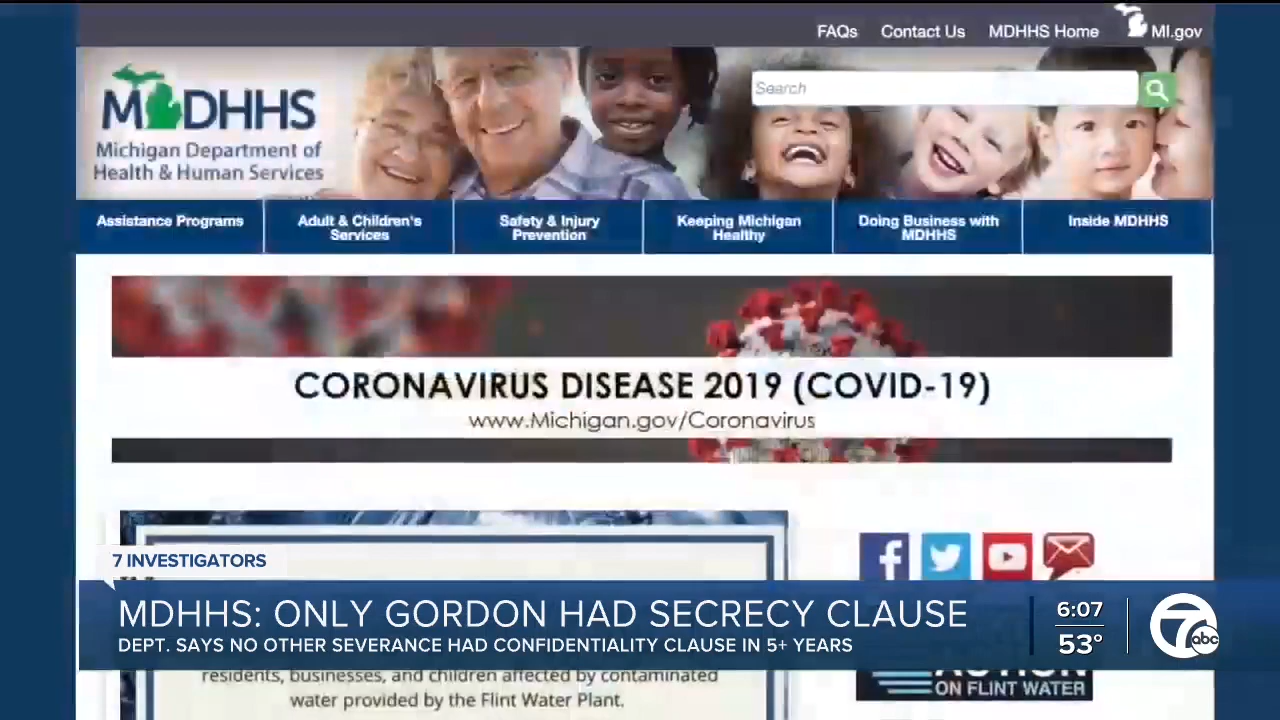 FAQs Contact Us MDHHS Home MI.gov
MDHHS
Michigan Department of
Health & Human Services
Search
Assistance Programs
Adult & Children's
Services
Safety & Injury
Prevention
Keeping Michigan
Healthy
Doing Business with
MDHHS
Inside MDHHS
CORONAVIRUS DISEASE 2019 (COVID-19)
www.Michigan.gov/Coronavirus
7 INVESTIGATORS
MDHHS: ONLY GORDON HAD SECRECY CLAUSE
DEPT. SAYS NO OTHER SEVERANCE HAD CONFIDENTIALITY CLAUSE IN 5+ YEARS
6:07
53°
7 abc
residents, businesses, and children affected by contaminated
water provided by the Flint Water Plant.
ACTION
ON FLINT WATER